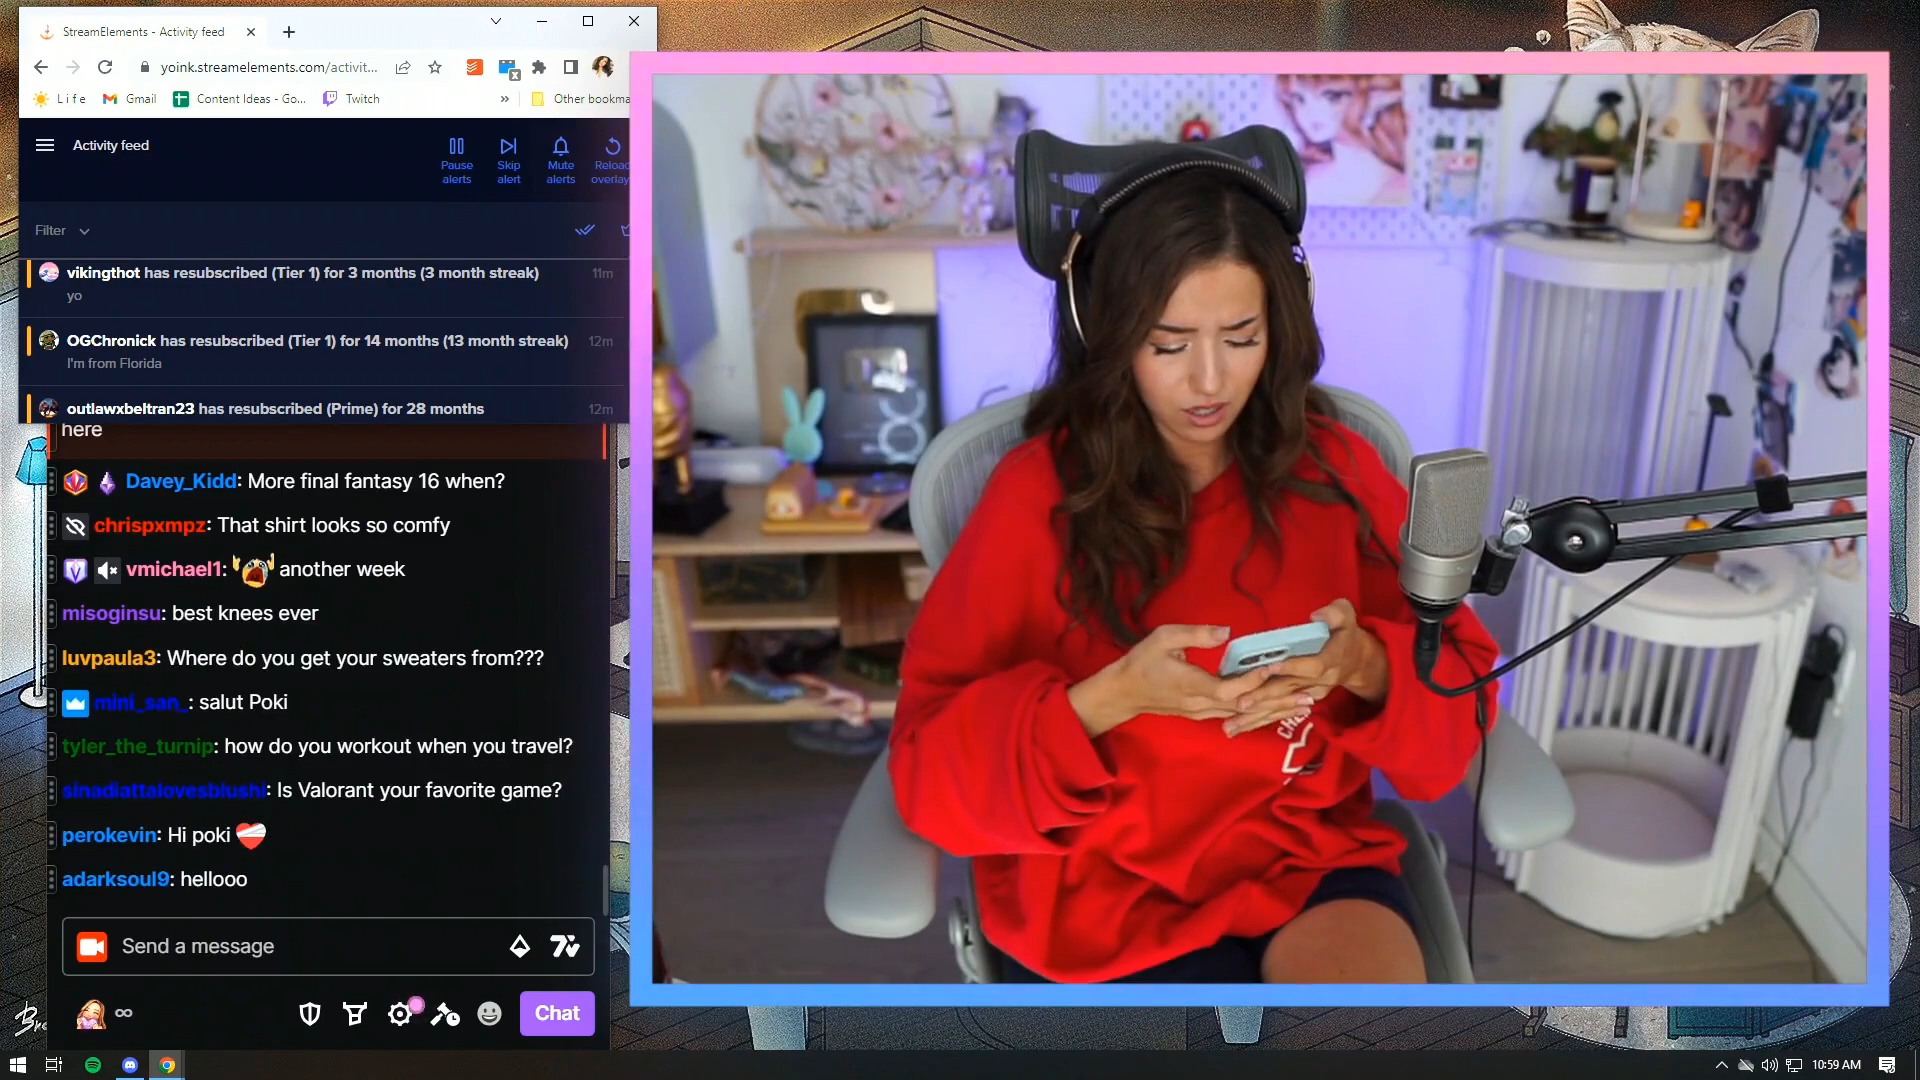 StreamElements - Activity feed
yoink.streamelements.com/activit...
Life
Gmail
Content Ideas - Go...
Twitch
»
Other bookma
Activity feed
Pause alerts
Skip alert
Mute alerts
Reload overlay
Filter
vikingthot has resubscribed (Tier 1) for 3 months (3 month streak) 11m
yo
OGChronick has resubscribed (Tier 1) for 14 months (13 month streak) 12m
I'm from Florida
outlawxbeltran23 has resubscribed (Prime) for 28 months 12m
here
Davey_Kidd: More final fantasy 16 when?
chrispxmpz: That shirt looks so comfy
vmichael1: another week
misoginsu: best knees ever
luvpaula3: Where do you get your sweaters from???
mini_san_: salut Poki
tyler_the_turnip: how do you workout when you travel?
sinadiattalovesblushi: Is Valorant your favorite game?
perokevin: Hi poki
adarksoul9: hellooo
Send a message
Chat
10:59 AM